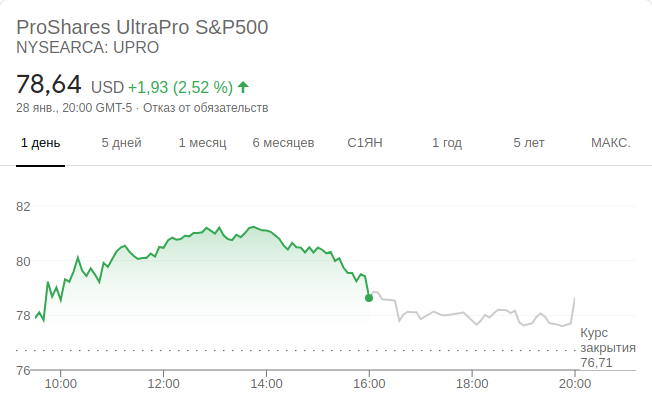 ProShares UltraPro S&P500
NYSEARCA: UPRO
78,64 USD +1,93 (2,52 %)
28 янв., 20:00 GMT-5 · Отказ от обязательств
1 день 5 дней 1 месяц 6 месяцев С1ЯН 1 год 5 лет МАКС.
82
80
78
Курс
закрытия
76,71
76
10:00 12:00 14:00 16:00 18:00 20:00